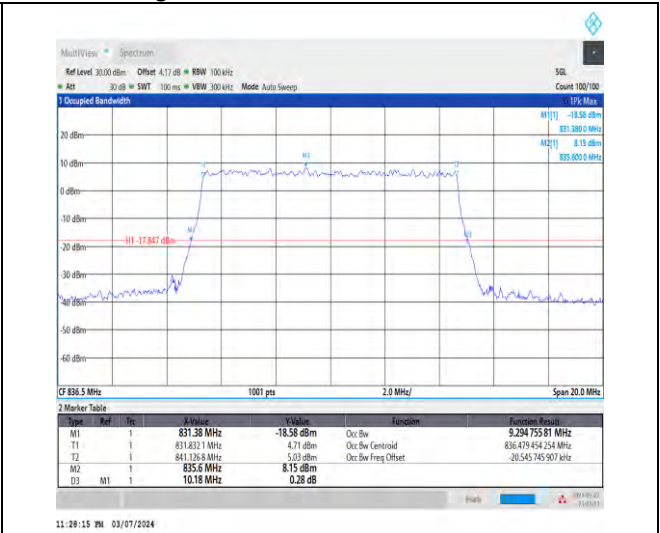 MultiView Spectrum
Ref Level 30.00 dBm Offset 4.17 dB RBW 100 kHz SGL
Att 30 dB SWT 100 ms VBW 300 kHz Mode Auto Sweep Count 100/100
1 Occupied Bandwidth 1Pk Max
M1[1] -18.58 dBm
831.380 0 MHz
M2[1] 8.15 dBm
835.600 0 MHz
20 dBm
M2
T1 T2
10 dBm
0 dBm
-10 dBm
M1 D3
H1 -17.847 dBm
-20 dBm
-30 dBm
-40 dBm
-50 dBm
-60 dBm
CF 836.5 MHz 1001 pts 2.0 MHz/ Span 20.0 MHz
2 Marker Table
Type Ref Trc X-Value Y-Value Function Function Result
M1 1 831.38 MHz -18.58 dBm Occ Bw 9.294 755 81 MHz
T1 1 831.832 1 MHz 4.71 dBm Occ Bw Centroid 836.479 454 254 MHz
T2 1 841.126 8 MHz 5.03 dBm Occ Bw Freq Offset -20.545 745 907 kHz
M2 1 835.6 MHz 8.15 dBm
D3 M1 1 10.18 MHz 0.28 dB
11:28:15 PM 03/07/2024